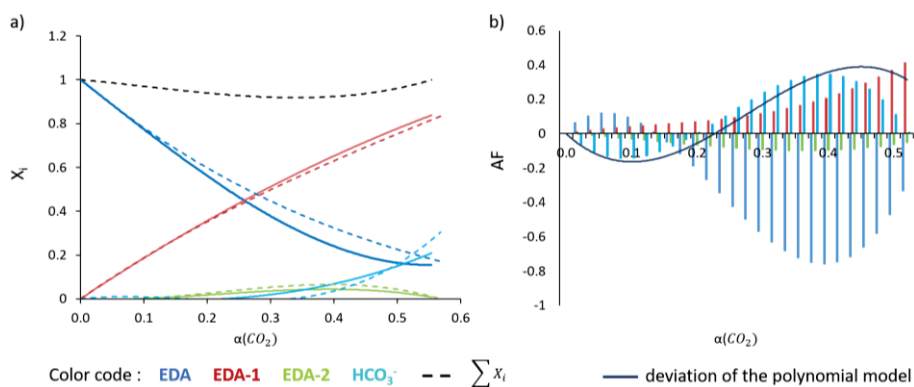 a)
1.2
1
0.8
0.6
0.4
0.2
0
Xi
0.0 0.1 0.2 0.3 0.4 0.5 0.6
α(CO₂)
b)
0.6
0.4
0.2
0
-0.2
-0.4
-0.6
-0.8
-1
AF
0.0 0.1 0.2 0.3 0.4 0.5
α(CO₂)
Color code : EDA EDA-1 EDA-2 HCO₃⁻ ∑ Xᵢ deviation of the polynomial model